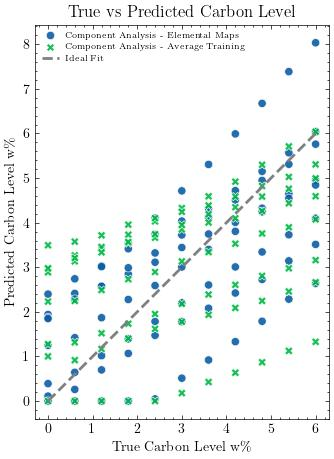 True vs Predicted Carbon Level
Component Analysis - Elemental Maps
Component Analysis - Average Training
Ideal Fit
Predicted Carbon Level w%
8
7
6
5
4
3
2
1
0
0 1 2 3 4 5 6
True Carbon Level w%